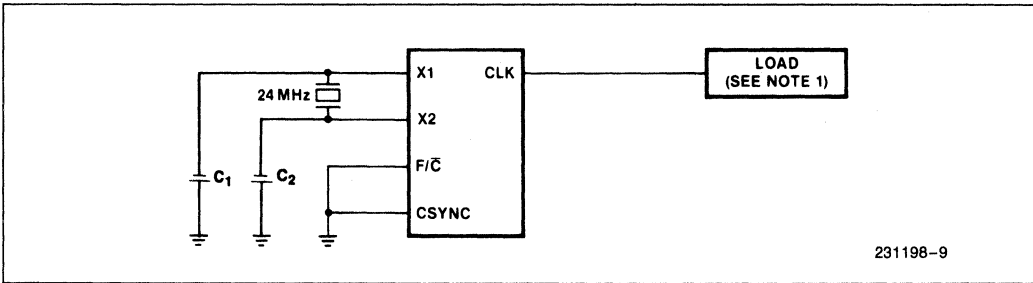 X1 CLK
LOAD
(SEE NOTE 1)
24 MHz
X2
F/C̅
C₁ C₂
CSYNC
231198-9